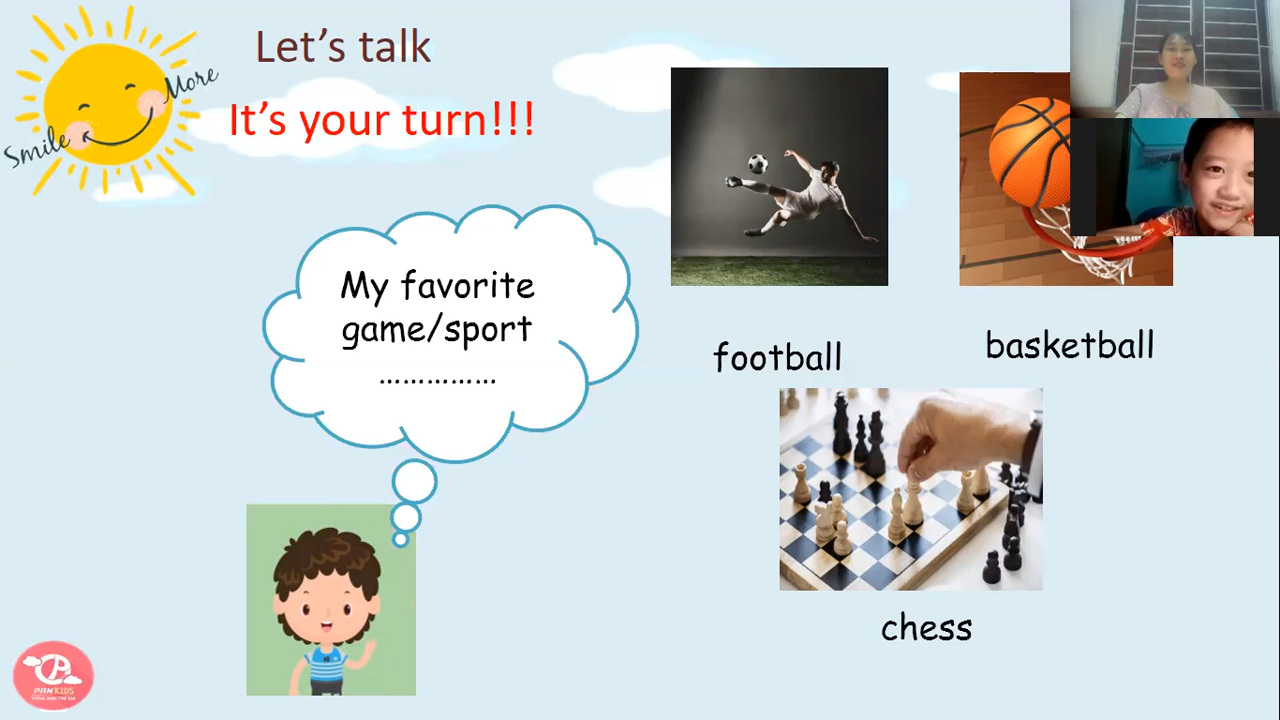 Let's talk
It's your turn!!!
Smile
More
My favorite
game/sport
……………
football
basketball
chess
PAN KIDS